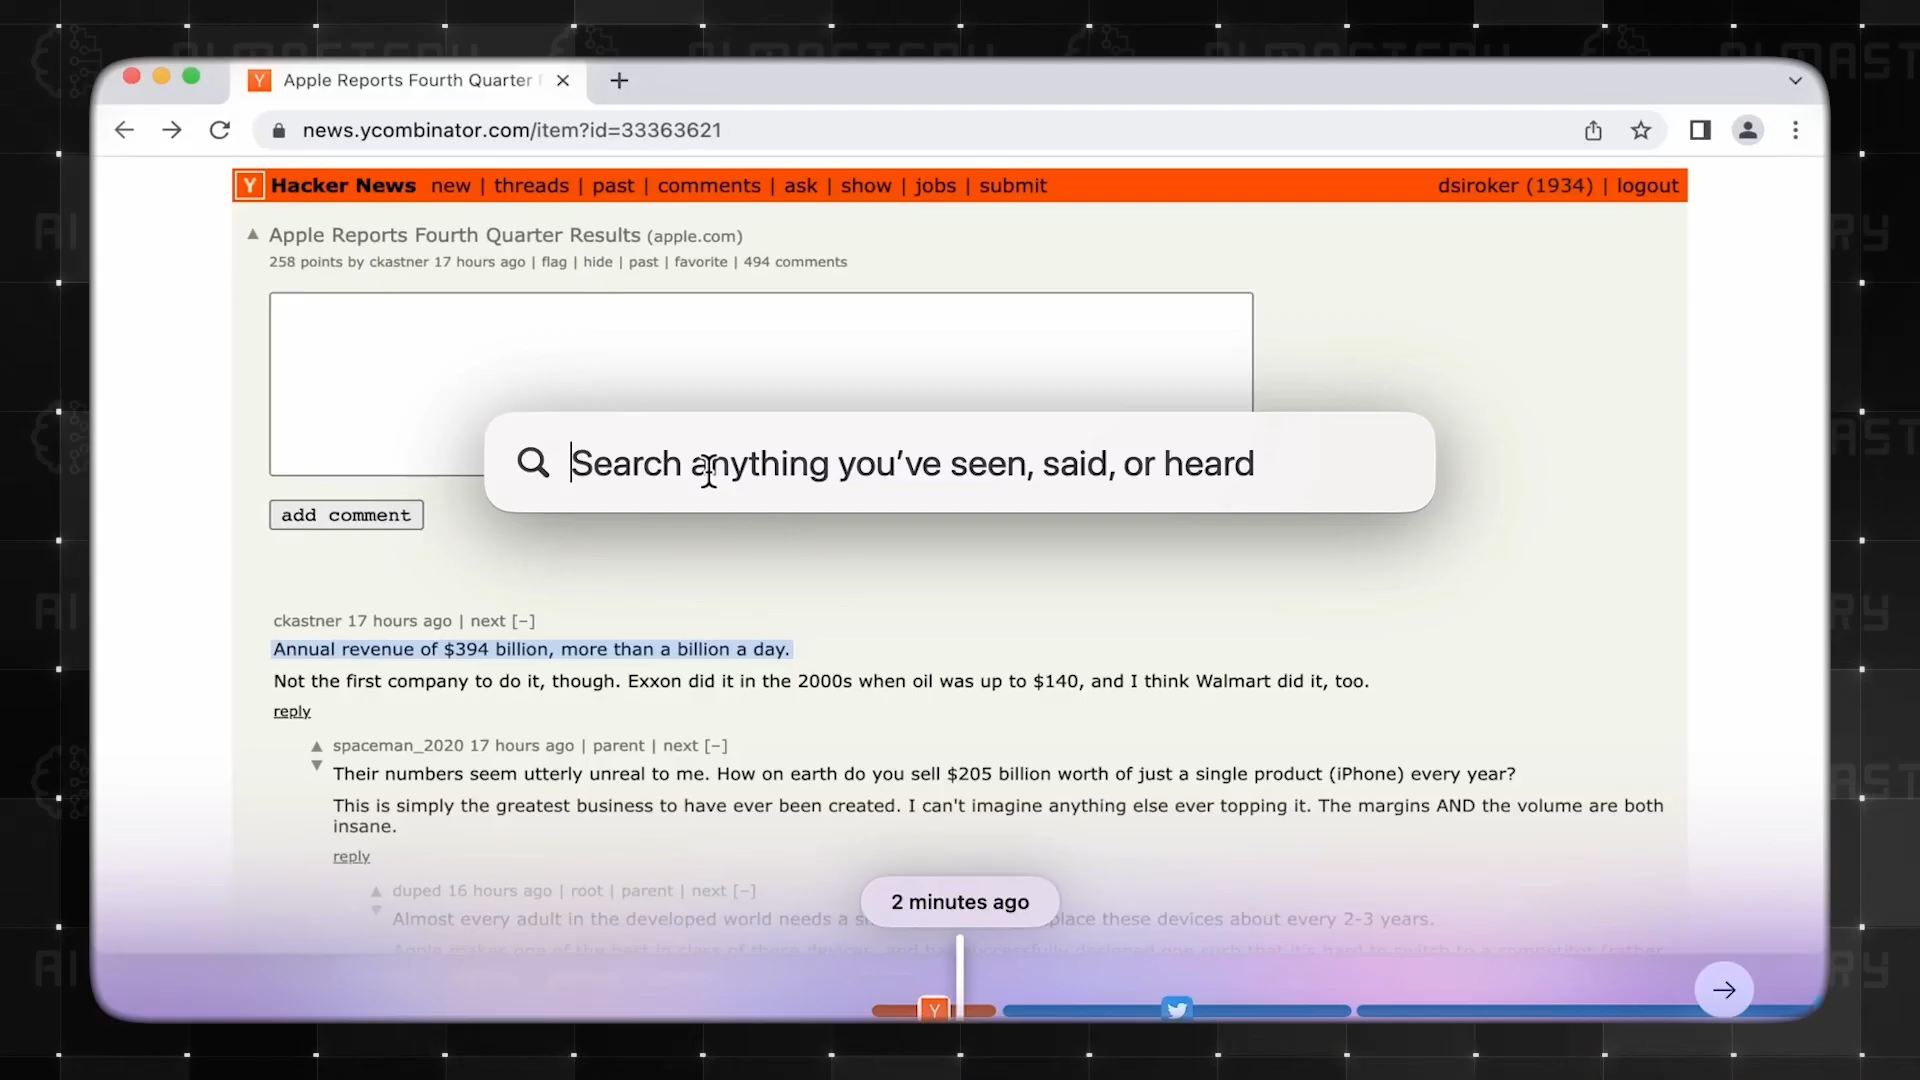 AI MASTERY
Apple Reports Fourth Quarter
news.ycombinator.com/item?id=33363621
Y Hacker News new | threads | past | comments | ask | show | jobs | submit dsiroker (1934) | logout
Apple Reports Fourth Quarter Results (apple.com)
258 points by ckastner 17 hours ago | flag | hide | past | favorite | 494 comments
Search anything you’ve seen, said, or heard
add comment
ckastner 17 hours ago | next [–]
Annual revenue of $394 billion, more than a billion a day.
Not the first company to do it, though. Exxon did it in the 2000s when oil was up to $140, and I think Walmart did it, too.
reply
spaceman_2020 17 hours ago | parent | next [–]
Their numbers seem utterly unreal to me. How on earth do you sell $205 billion worth of just a single product (iPhone) every year?
This is simply the greatest business to have ever been created. I can't imagine anything else ever topping it. The margins AND the volume are both
insane.
reply
duped 16 hours ago | root | parent | next [–]
Almost every adult in the developed world needs a these devices about every 2-3 years.
2 minutes ago
Y